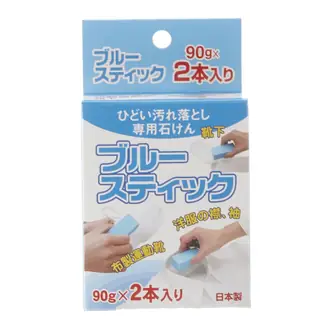 ブルー
スティック
90g×
2本入り
ひどい汚れ落とし
専用石けん
靴下
ブルー
スティック
洋服の襟、袖
布製運動靴
90g×2本入り
日本製